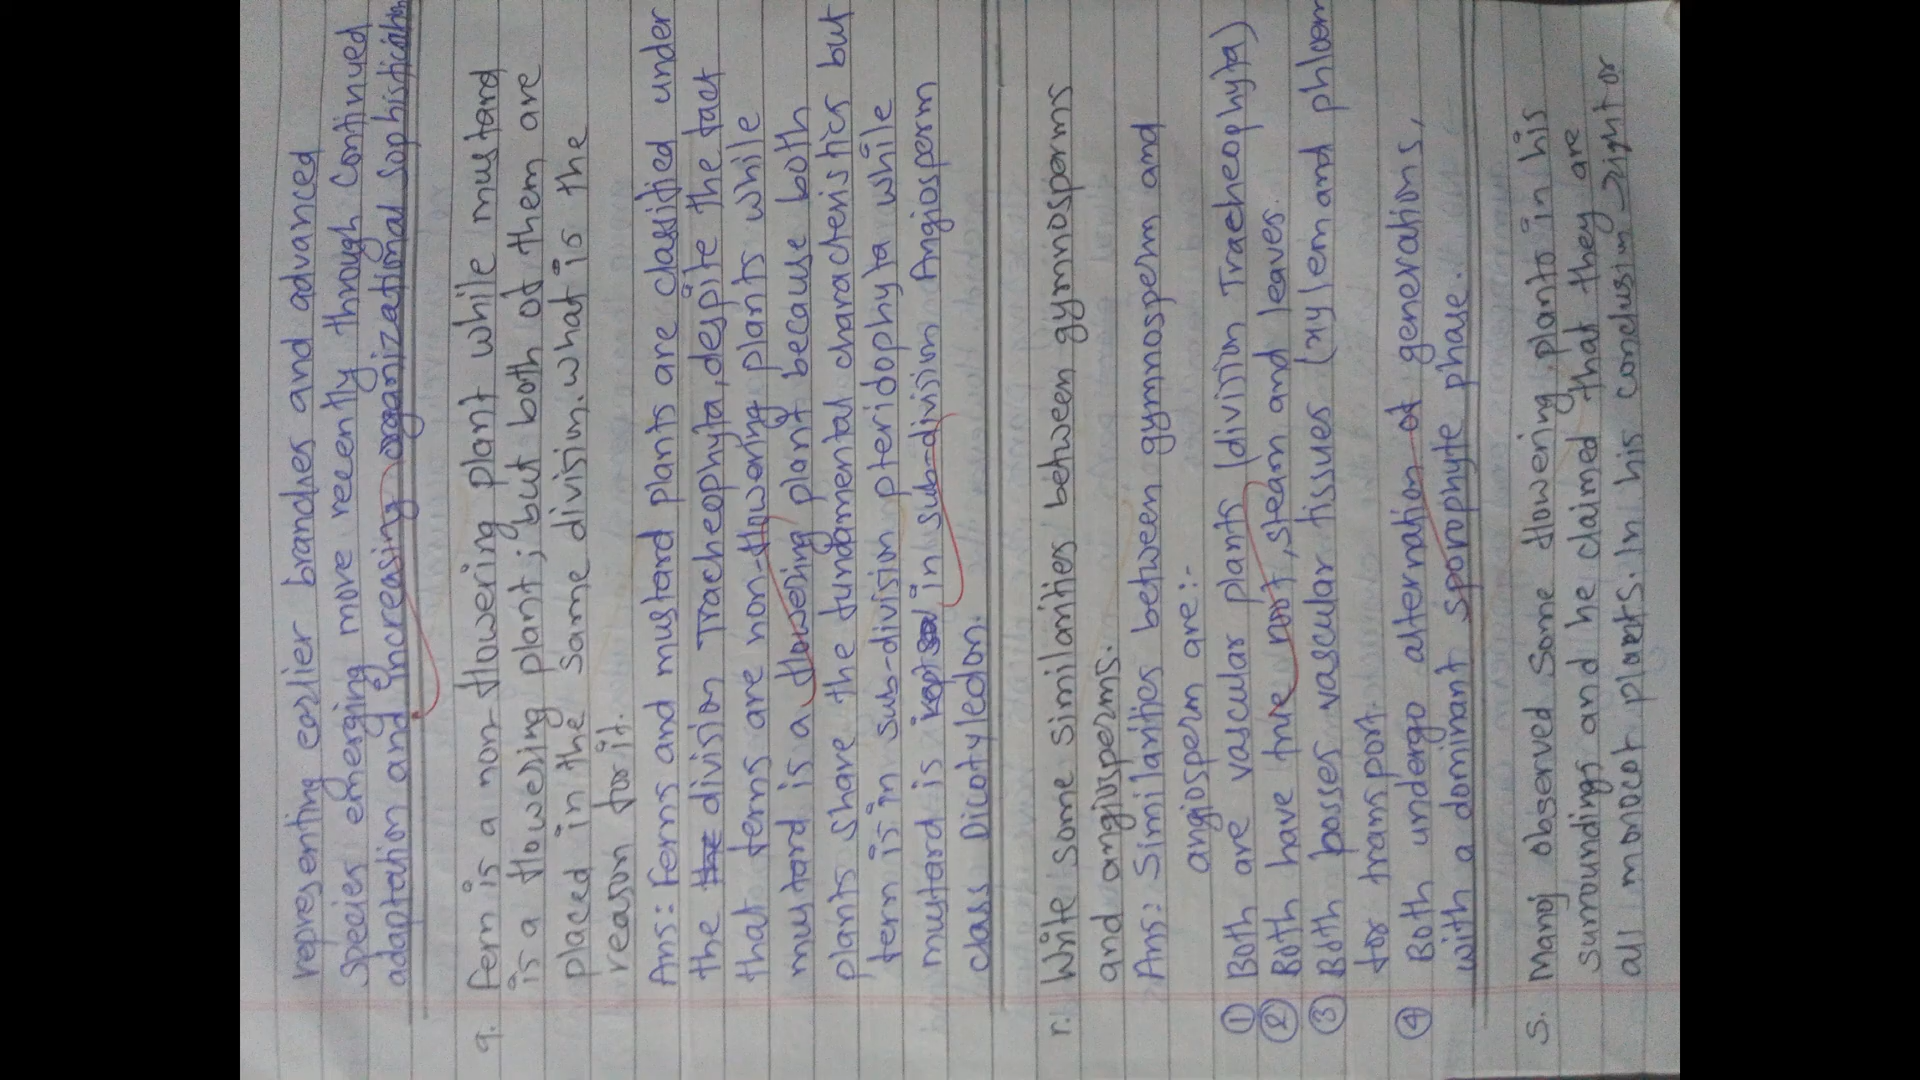 representing earlier branches and advanced
species emerging more recently through continued
adaptation and increasing organizational sophistication
q. Fern is a non-flowering plant while mustard
is a flowering plant; but both of them are
placed in the same division. what is the
reason for it.
Ans: Ferns and mustard plants are classified under
the division Tracheophyta, despite the fact
that ferns are non-flowering plants while
mustard is a flowering plant because both
plants share the fundamental characteristics but
fern is in sub-division pteridophyta while
mustard is in sub-division Angiosperm
class Dicotyledon.
r. Write some similarities between gymnosperms
and angiosperms.
Ans: Similarities between gymnosperm and
angiosperm are:-
① Both are vascular plants (division Tracheophyta)
② Both have true root, steam and leaves.
③ Both posses vascular tissues (xylem and phloem
for transport.
④ Both undergo alternation of generations,
with a dominant sporophyte phase.
s. Manoj observed some flowering plants in his
surroundings and he claimed that they are
all monocot plants. In his conclusion right or